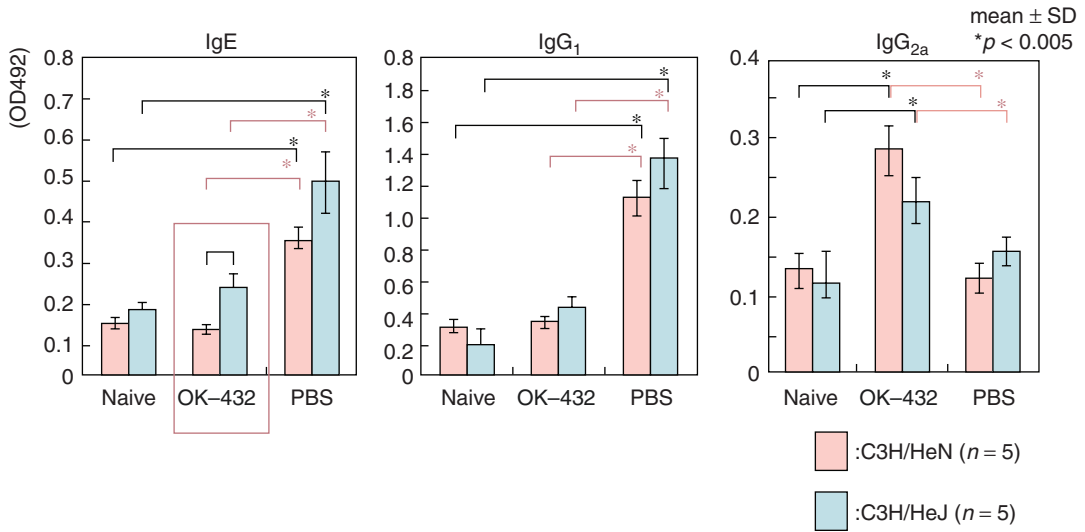 mean ± SD
*p < 0.005
IgE
IgG₁
IgG₂ₐ
(OD492)
0.8
0.7
0.6
0.5
0.4
0.3
0.2
0.1
0
* * * *
Naive OK–432 PBS
1.8
1.8
1.6
1.4
1.2
1.0
0.8
0.6
0.4
0.2
0
* * * *
Naive OK–432 PBS
0.4
0.3
0.2
0.1
0
* * * *
Naive OK–432 PBS
:C3H/HeN (n = 5)
:C3H/HeJ (n = 5)